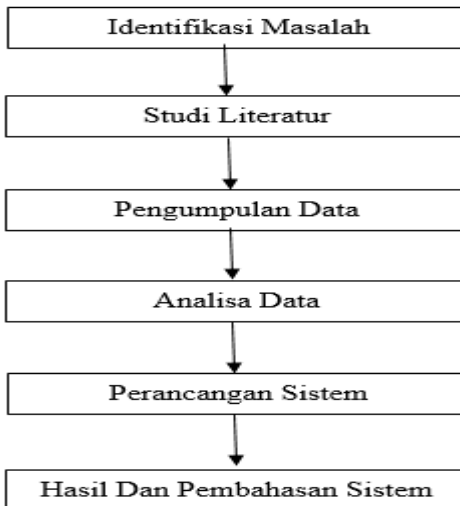 Identifikasi Masalah
Studi Literatur
Pengumpulan Data
Analisa Data
Perancangan Sistem
Hasil Dan Pembahasan Sistem